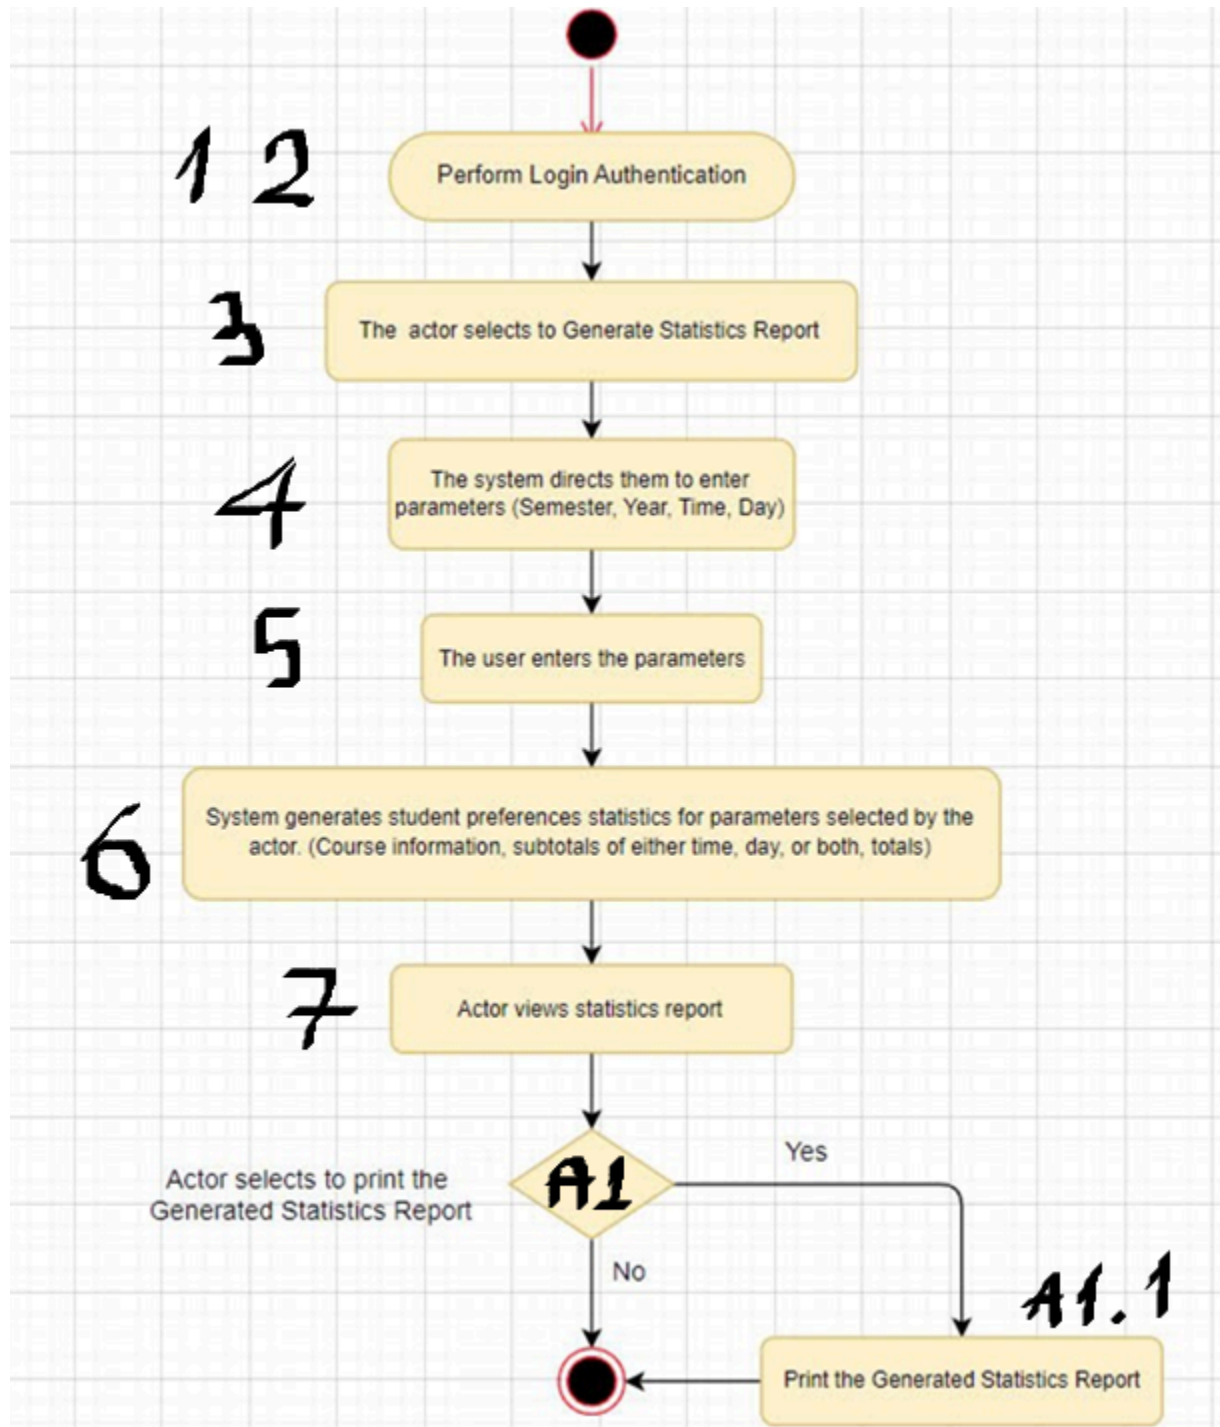 1 2
Perform Login Authentication
3
The actor selects to Generate Statistics Report
4
The system directs them to enter
parameters (Semester, Year, Time, Day)
5
The user enters the parameters
6
System generates student preferences statistics for parameters selected by the
actor. (Course information, subtotals of either time, day, or both, totals)
7
Actor views statistics report
Actor selects to print the
Generated Statistics Report
A1
Yes
No
A1.1
Print the Generated Statistics Report